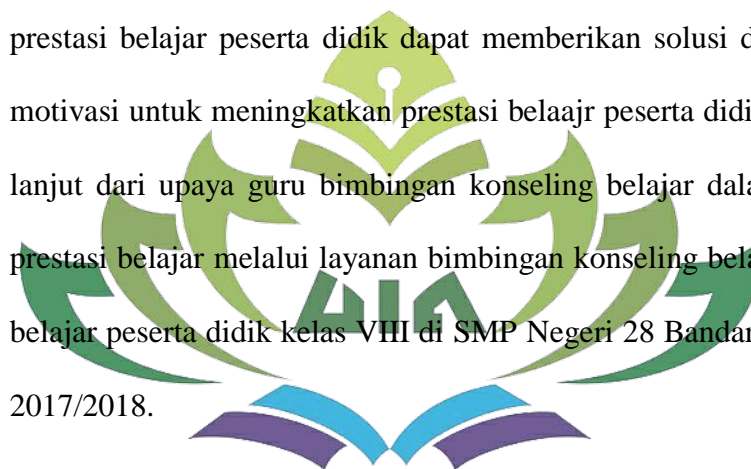 prestasi belajar peserta didik dapat memberikan solusi
motivasi untuk meningkatkan prestasi belaajr peserta
lanjut dari upaya guru bimbingan konseling belajar
prestasi belajar melalui layanan bimbingan konseling
belajar peserta didik kelas VIII di SMP Negeri 28
2017/2018.
UIN